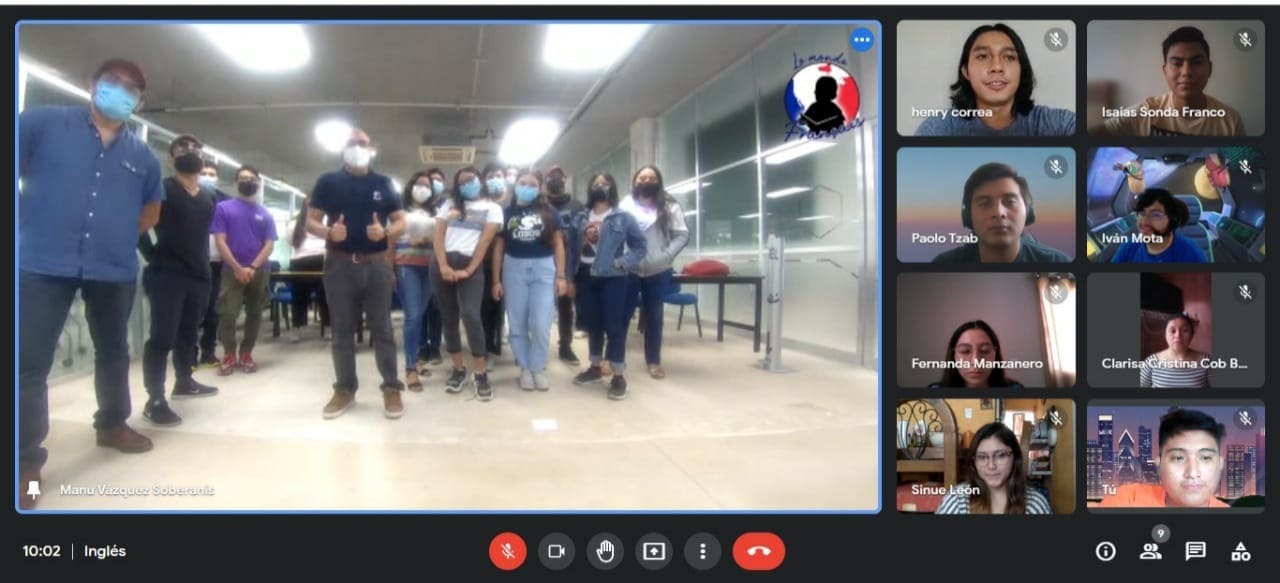 Le monde
Français
EL
Manu Vázquez Soberanis
henry correa
Isaias Sonda Franco
Paolo Tzab
Iván Mota
Fernanda Manzanero
Clarisa Cristina Cob B...
Sinue León
Tú
10:02 | Inglés
9